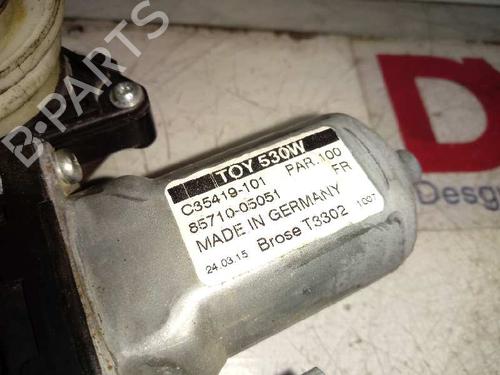 B-PARTS
TOY 530W
C35419-101 PAR.100
85710-05051 FR
MADE IN GERMANY
24.03.15 Brose T3302 1007
D
Desg